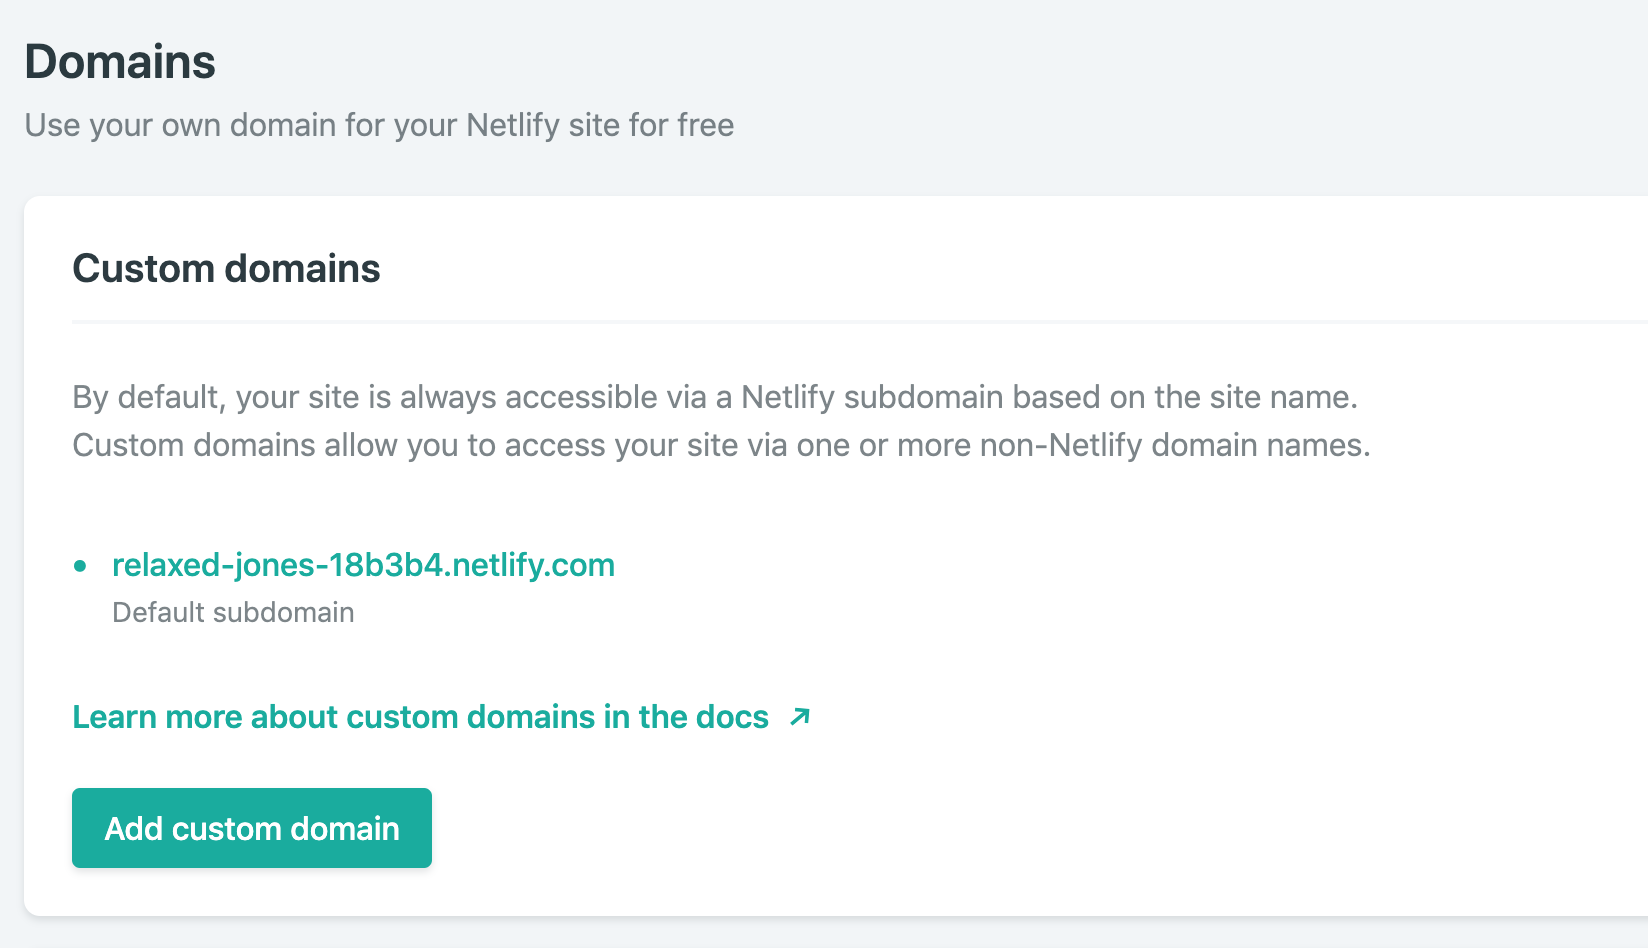 Domains
Use your own domain for your Netlify site for free
Custom domains
By default, your site is always accessible via a Netlify subdomain based on the site name.
Custom domains allow you to access your site via one or more non-Netlify domain names.
relaxed-jones-18b3b4.netlify.com
Default subdomain
Learn more about custom domains in the docs
Add custom domain